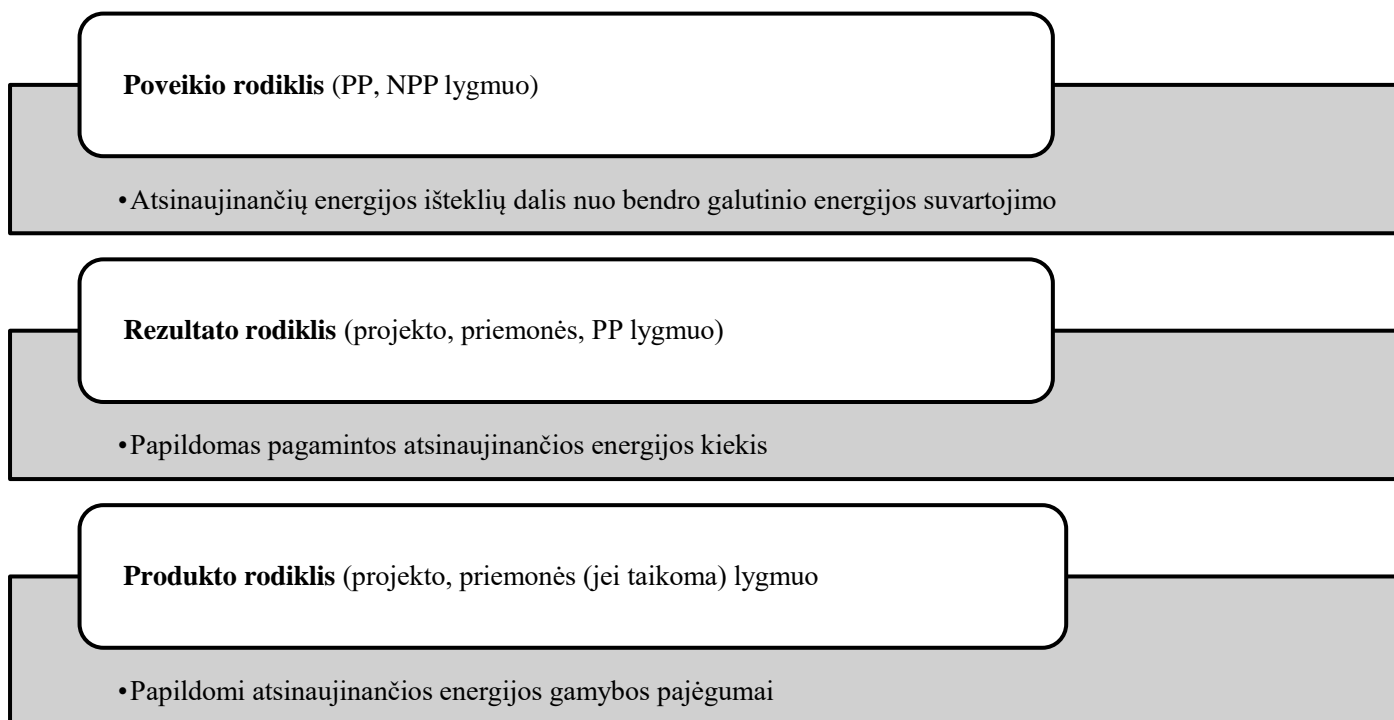 Poveikio rodiklis (PP, NPP lygmuo)
•Atsinaujinančių energijos išteklių dalis nuo bendro galutinio energijos suvartojimo
Rezultato rodiklis (projekto, priemonės, PP lygmuo)
•Papildomas pagamintos atsinaujinančios energijos kiekis
Produkto rodiklis (projekto, priemonės (jei taikoma) lygmuo
•Papildomi atsinaujinančios energijos gamybos pajėgumai